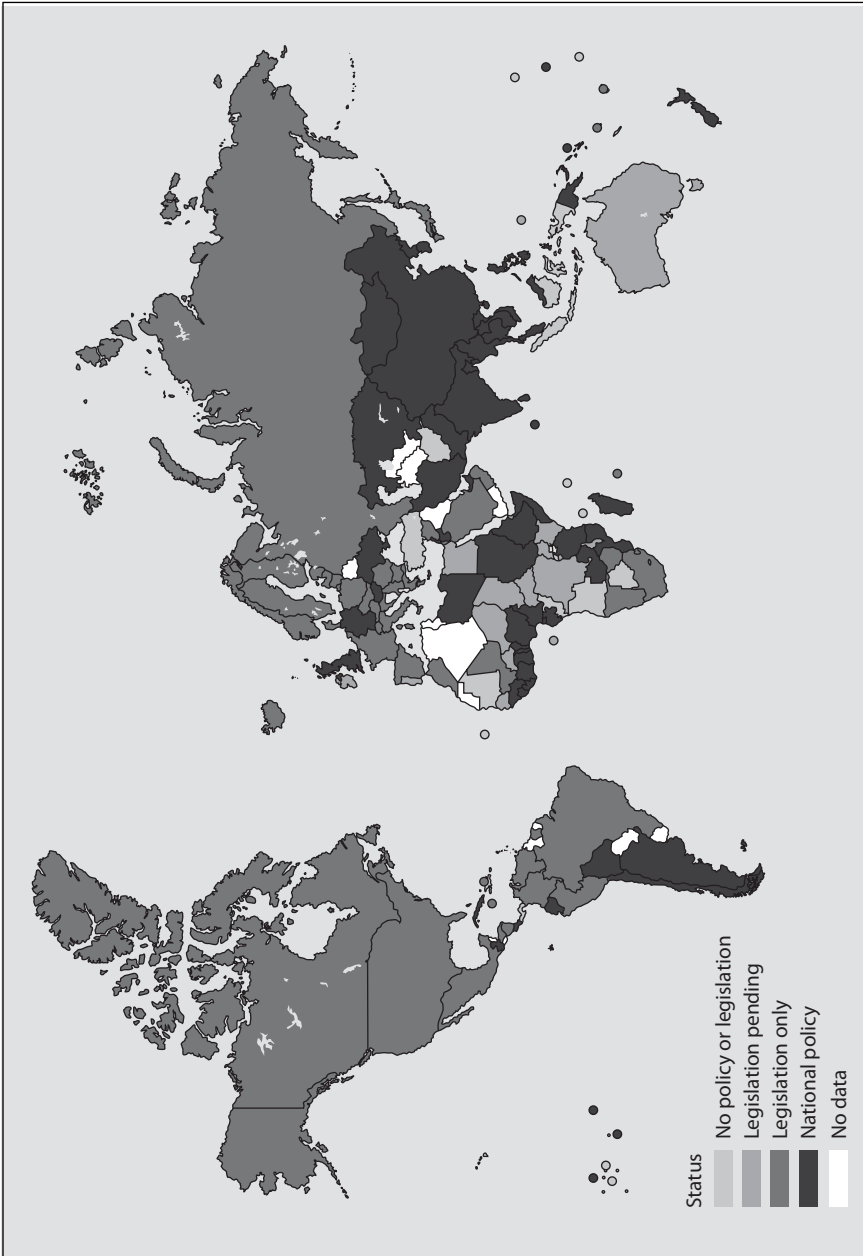 Status
No policy or legislation
Legislation pending
Legislation only
National policy
No data